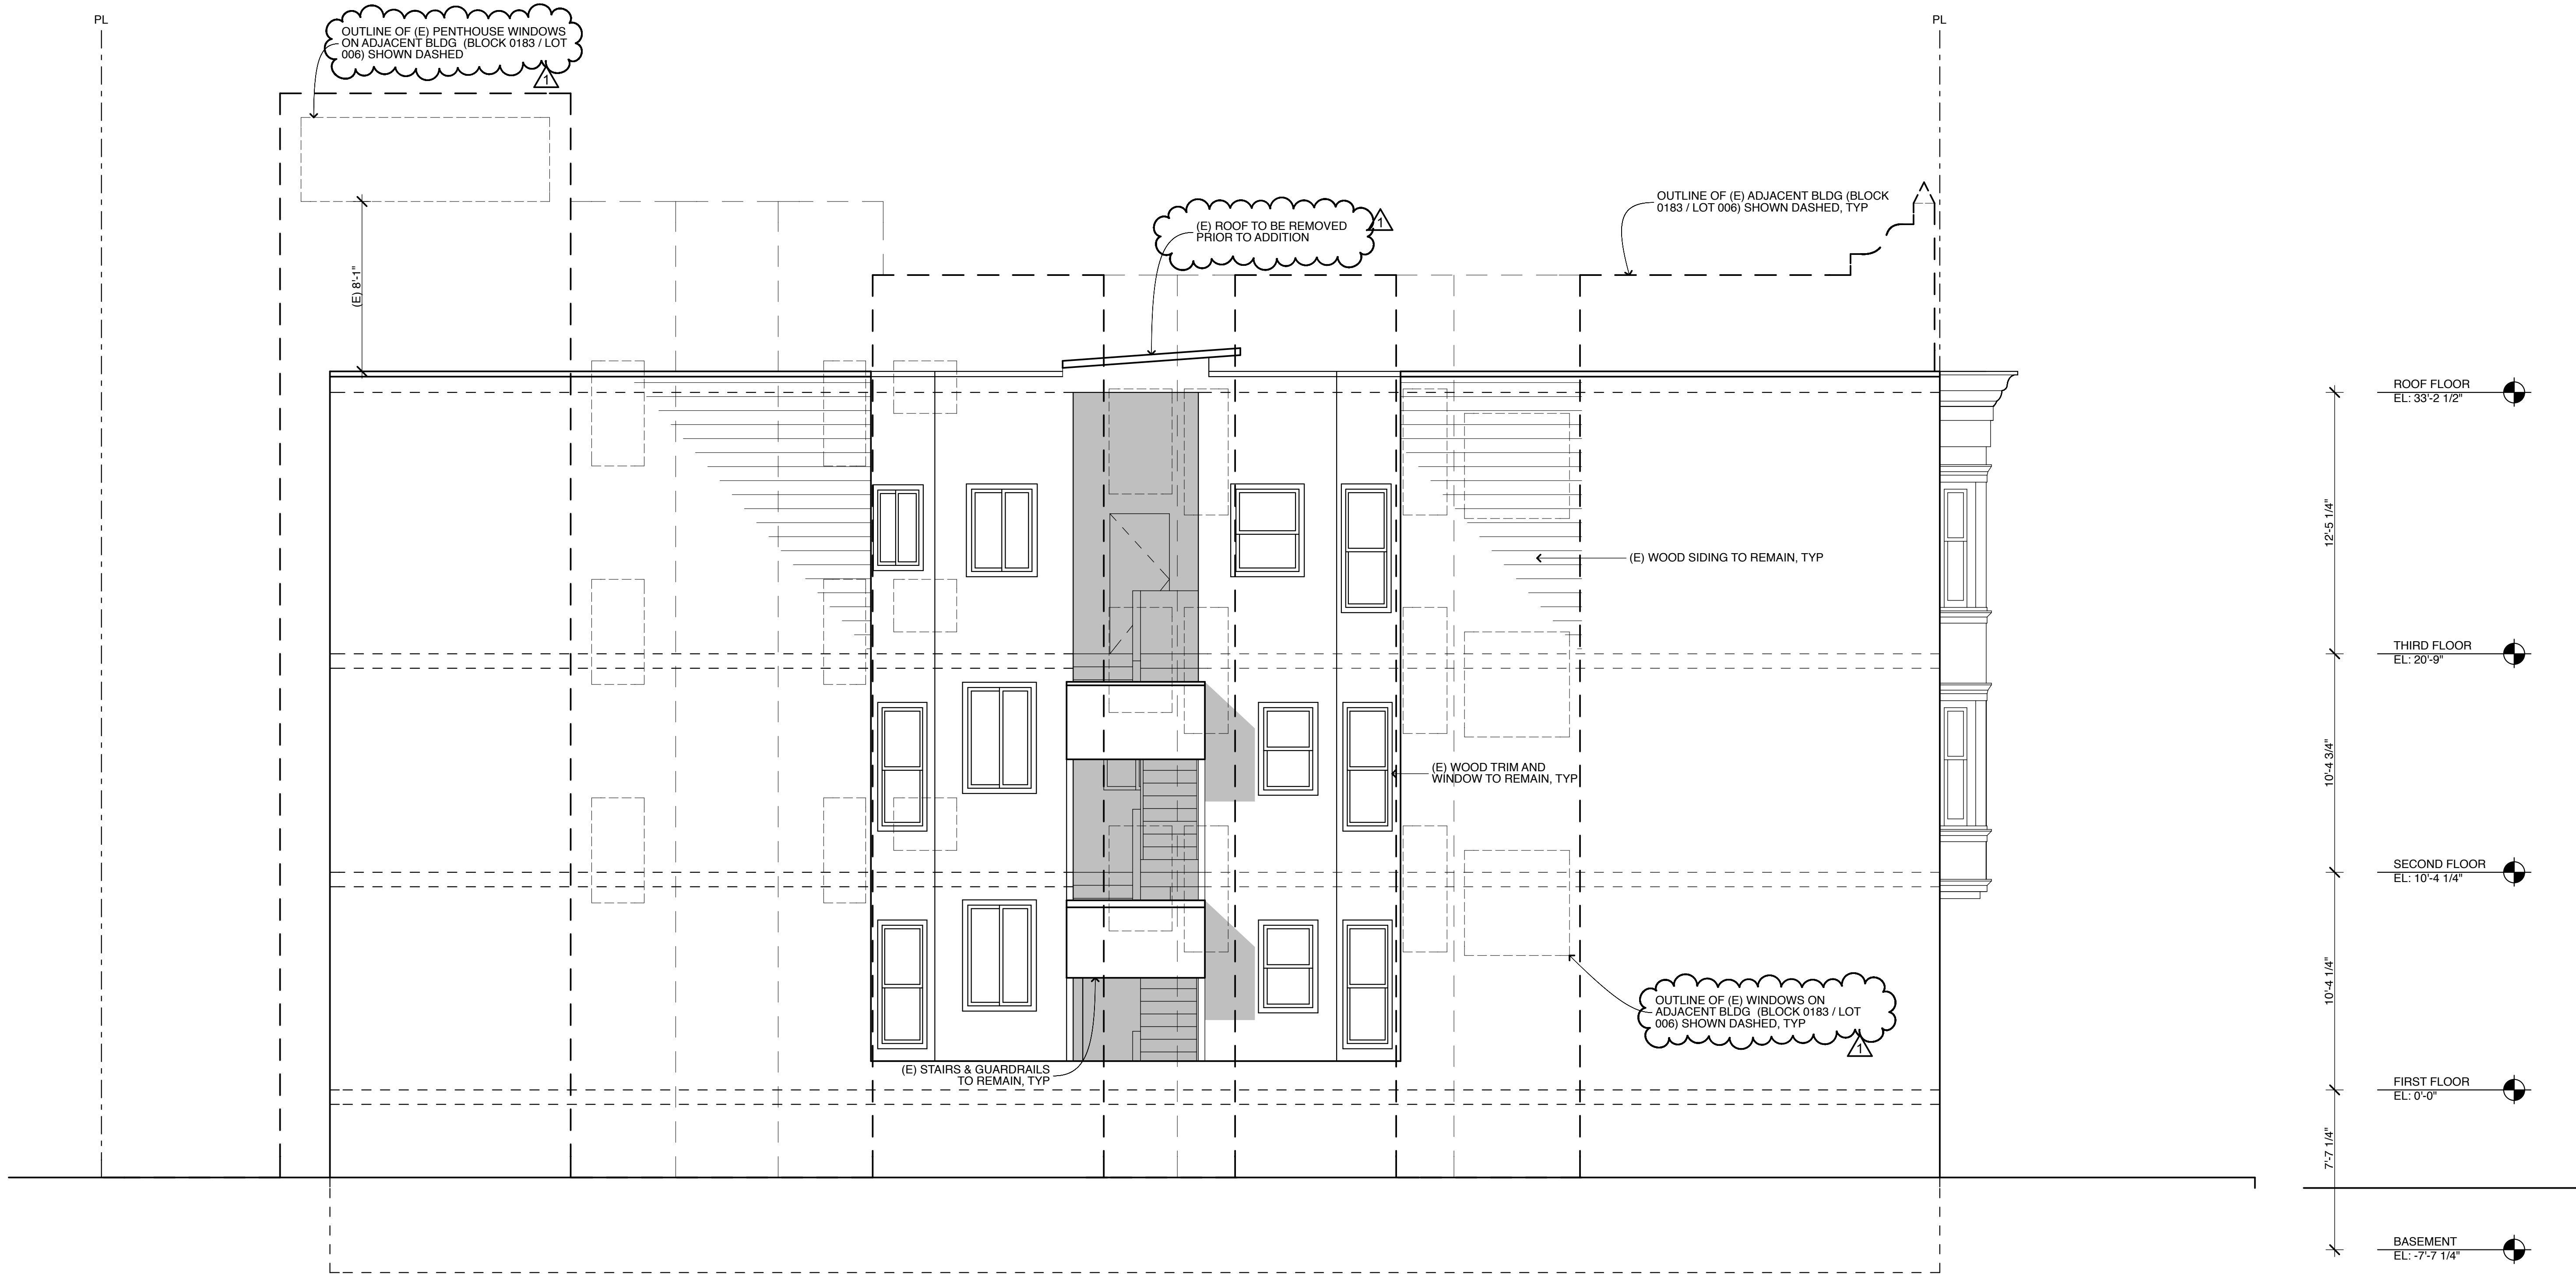 PL
OUTLINE OF (E) PENTHOUSE WINDOWS
ON ADJACENT BLDG (BLOCK 0183 / LOT
006) SHOWN DASHED
1
PL
OUTLINE OF (E) ADJACENT BLDG (BLOCK
0183 / LOT 006) SHOWN DASHED, TYP
(E) ROOF TO BE REMOVED
PRIOR TO ADDITION
1
(E) 8'-1"
ROOF FLOOR
EL: 33'-2 1/2"
12'-5 1/4"
(E) WOOD SIDING TO REMAIN, TYP
THIRD FLOOR
EL: 20'-9"
10'-4 3/4"
(E) WOOD TRIM AND
WINDOW TO REMAIN, TYP
SECOND FLOOR
EL: 10'-4 1/4"
10'-4 1/4"
OUTLINE OF (E) WINDOWS ON
ADJACENT BLDG (BLOCK 0183 / LOT
006) SHOWN DASHED, TYP
1
(E) STAIRS & GUARDRAILS
TO REMAIN, TYP
FIRST FLOOR
EL: 0'-0"
7'-7 1/4"
BASEMENT
EL: -7'-7 1/4"